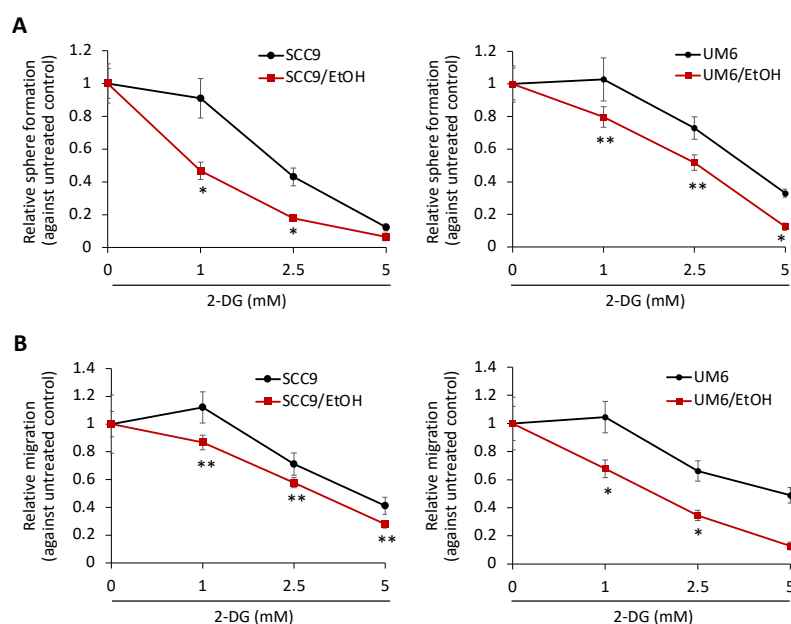 A
Relative sphere formation
(against untreated control)
1.2
1
0.8
0.6
0.4
0.2
0
SCC9
SCC9/EtOH
*
*
0 1 2.5 5
2-DG (mM)
Relative sphere formation
(against untreated control)
1.2
1
0.8
0.6
0.4
0.2
0
UM6
UM6/EtOH
**
**
*
0 1 2.5 5
2-DG (mM)
B
Relative migration
(against untreated control)
1.4
1.2
1
0.8
0.6
0.4
0.2
0
SCC9
SCC9/EtOH
**
**
**
0 1 2.5 5
2-DG (mM)
Relative migration
(against untreated control)
1.4
1.2
1
0.8
0.6
0.4
0.2
0
UM6
UM6/EtOH
*
*
0 1 2.5 5
2-DG (mM)